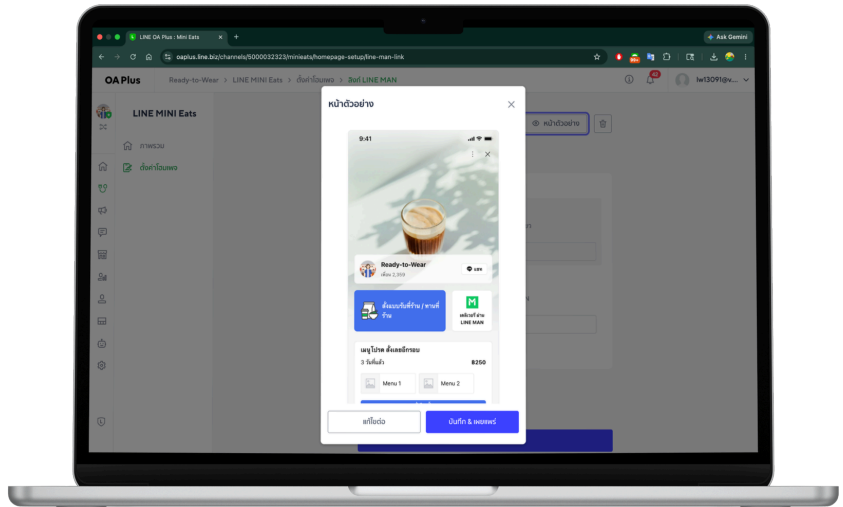 LINE OA Plus : Mini Eats
Ask Gemini
oaplus.line.biz/channels/5000032323/minieats/homepage-setup/line-man-link
OA Plus
Ready-to-Wear > LINE MINI Eats > ตั้งค่าโฮมเพจ > ลิงก์ LINE MAN
lw13091@v...
LINE MINI Eats
ภาพรวม
ตั้งค่าโฮมเพจ
หน้าตัวอย่าง
หน้าตัวอย่าง
9:41
Ready-to-Wear
เพื่อน 2,359
แชท
สั่งแบบรับที่ร้าน / ทานที่
ร้าน
เดลิเวอรี ผ่าน
LINE MAN
เมนูโปรด สั่งเลยอีกรอบ
3 วันที่แล้ว
฿250
Menu 1
Menu 2
แก้ไขต่อ
บันทึก & เผยแพร่